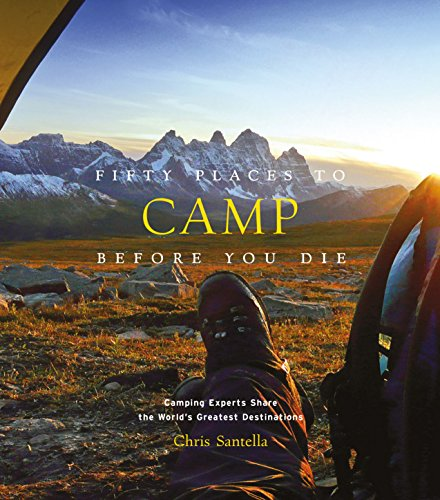 FIFTY PLACES TO
CAMP
BEFORE YOU DIE
Camping Experts Share
the World's Greatest Destinations
Chris Santella